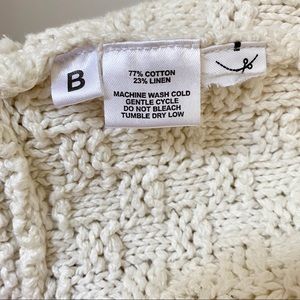 B
77% COTTON
23% LINEN
MACHINE WASH COLD
GENTLE CYCLE
DO NOT BLEACH
TUMBLE DRY LOW